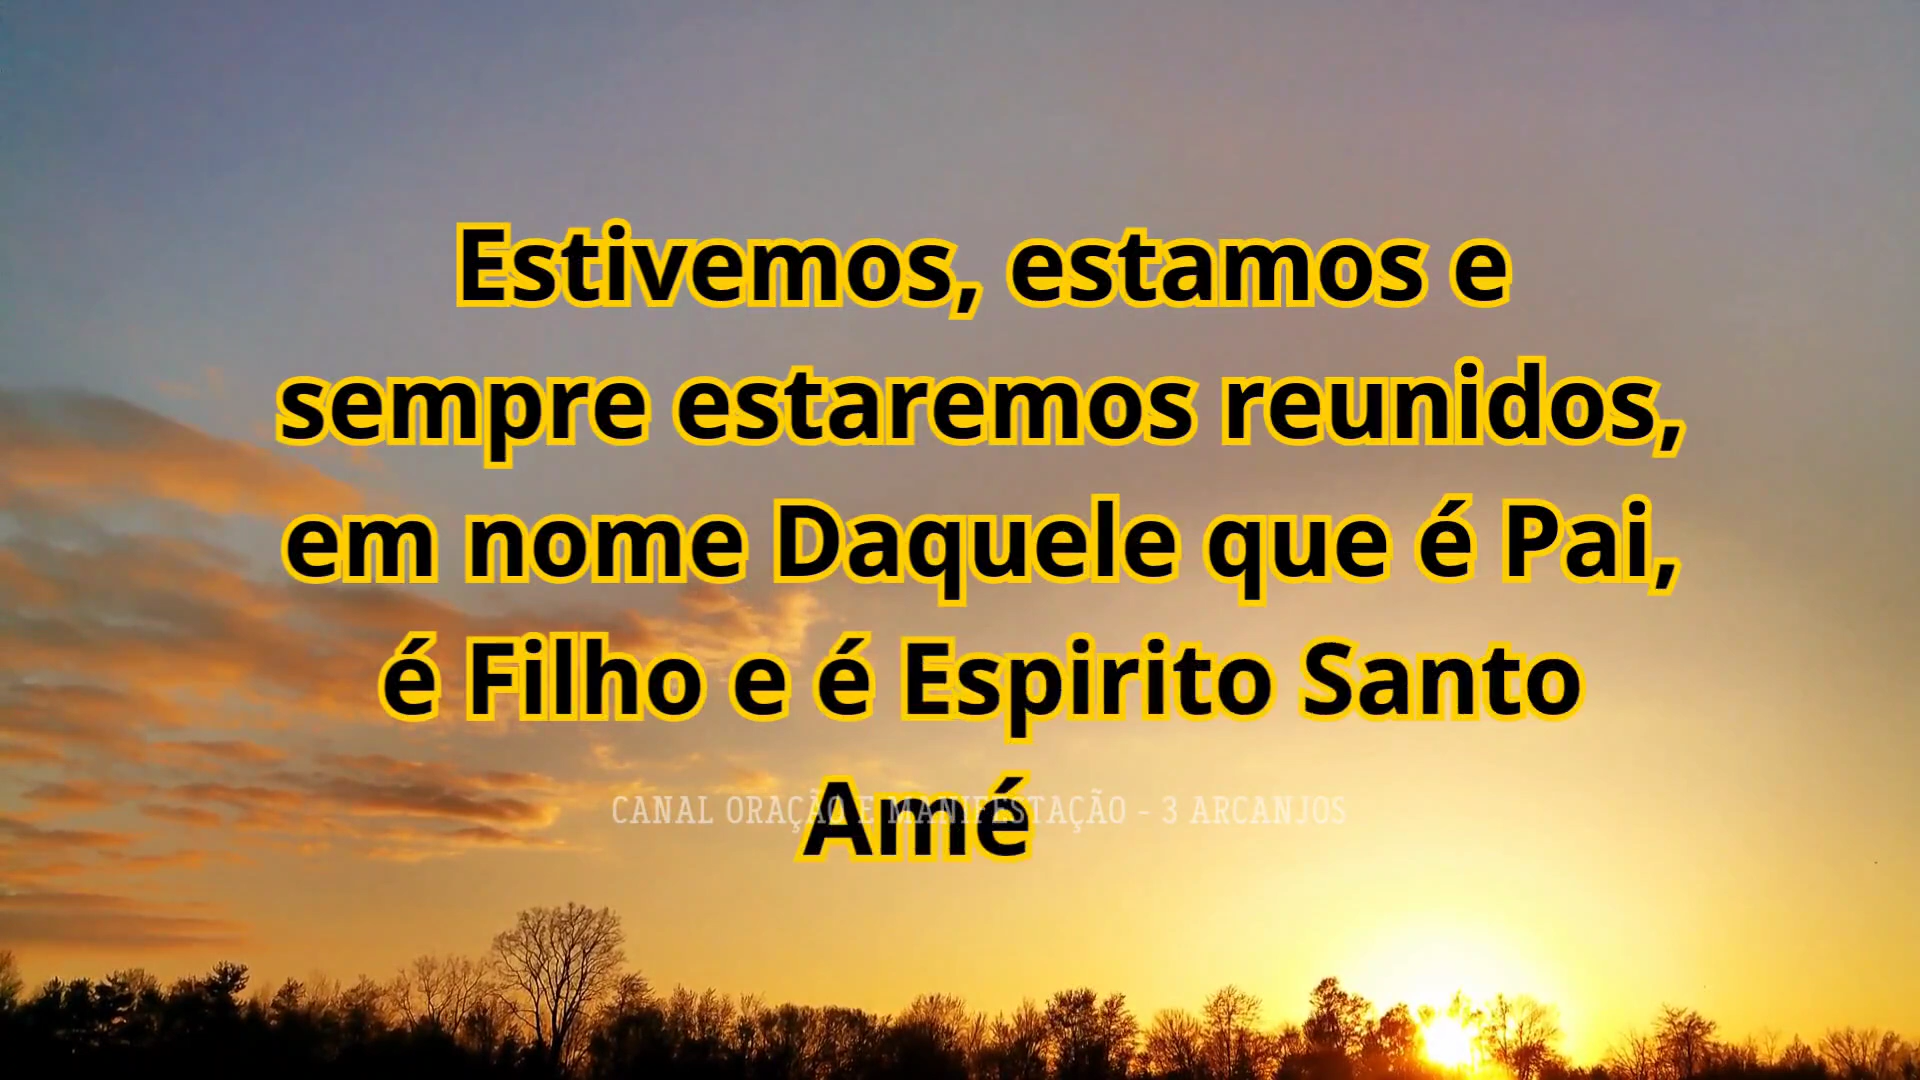 Estivemos, estamos e
sempre estaremos reunidos,
em nome Daquele que é Pai,
é Filho e é Espirito Santo
Amé
CANAL ORAÇÃO E MANIFESTAÇÃO - 3 ARCANJOS